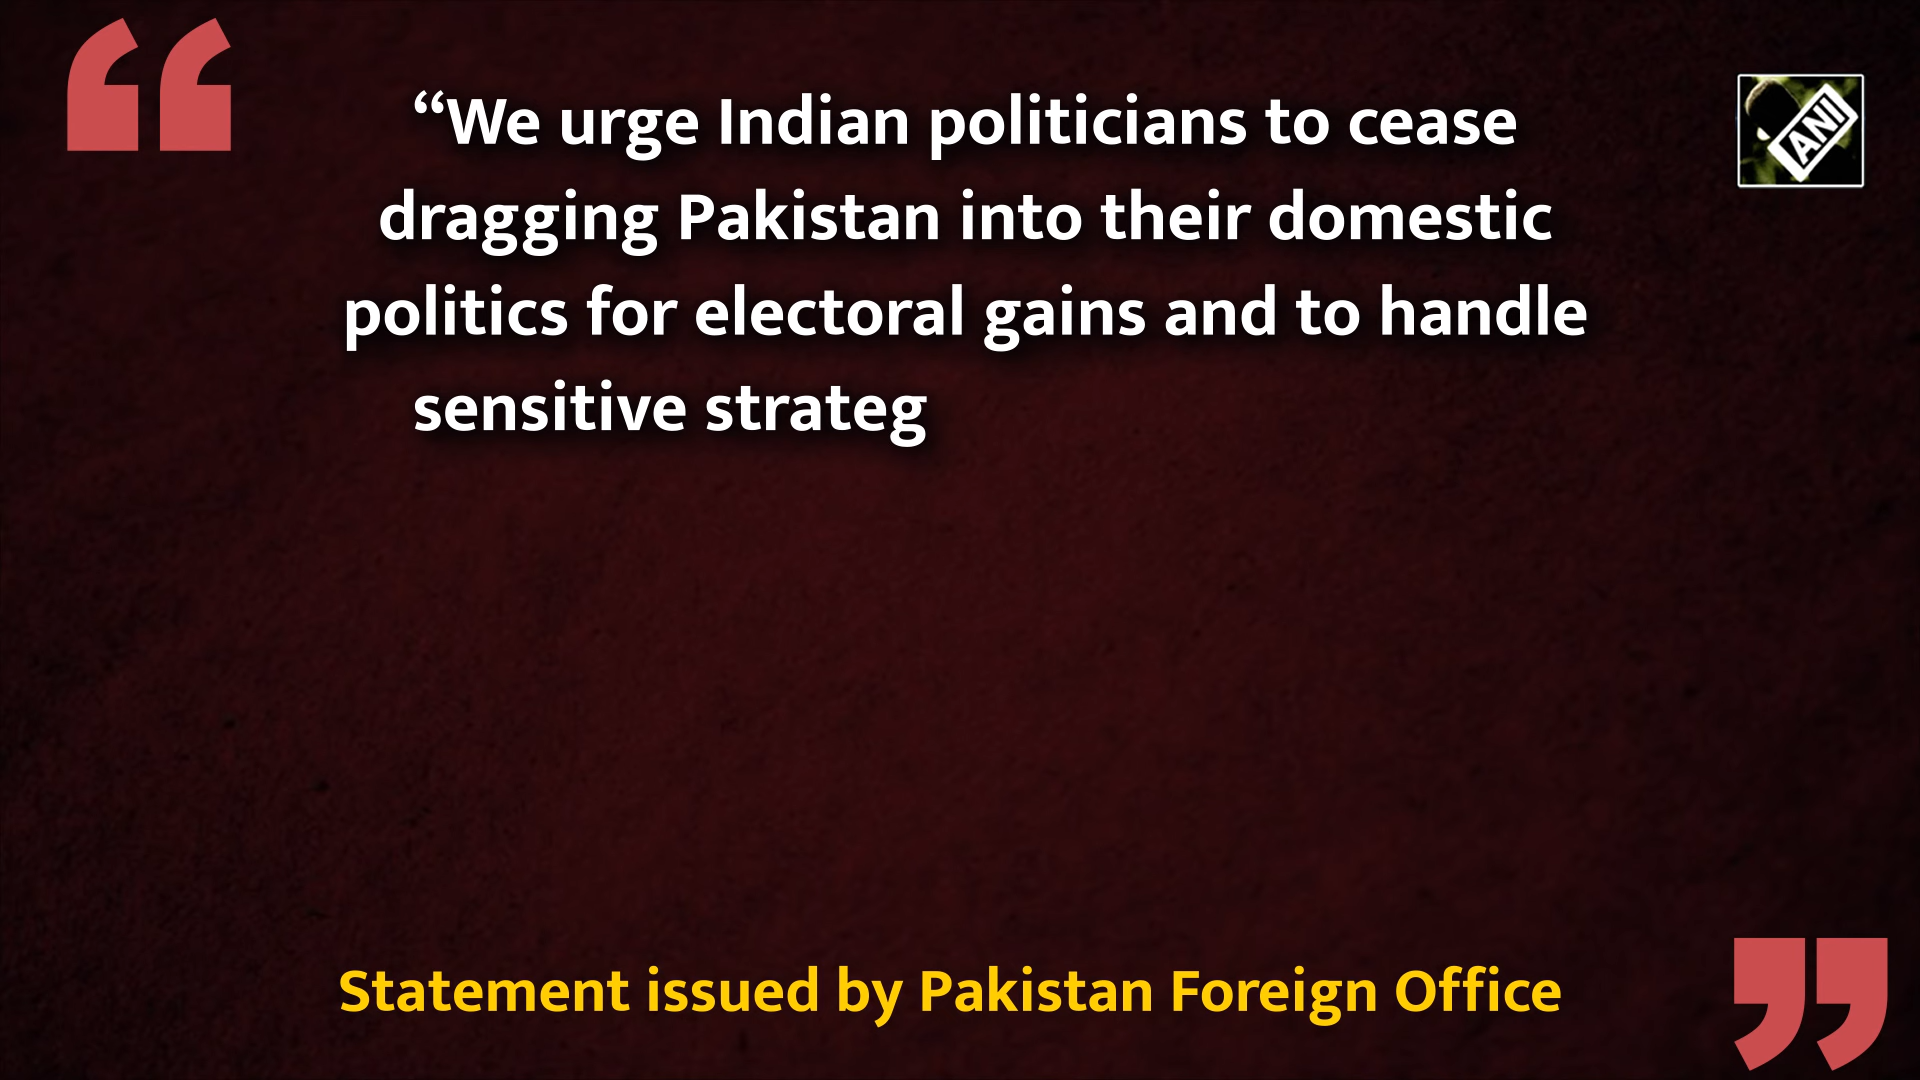 “We urge Indian politicians to cease
dragging Pakistan into their domestic
politics for electoral gains and to handle
sensitive strateg
ANI
Statement issued by Pakistan Foreign Office